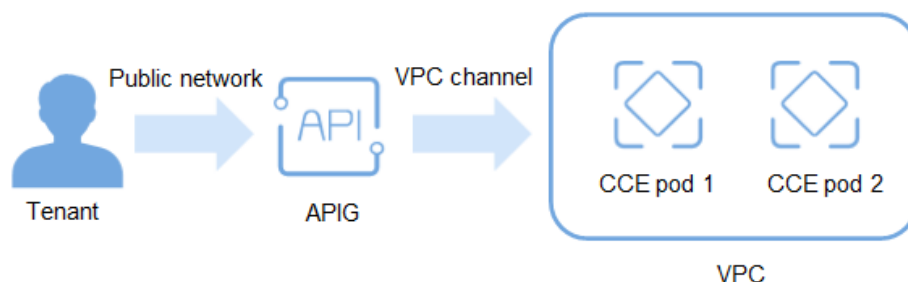 Public network
VPC channel
API
CCE pod 1
CCE pod 2
Tenant
APIG
VPC